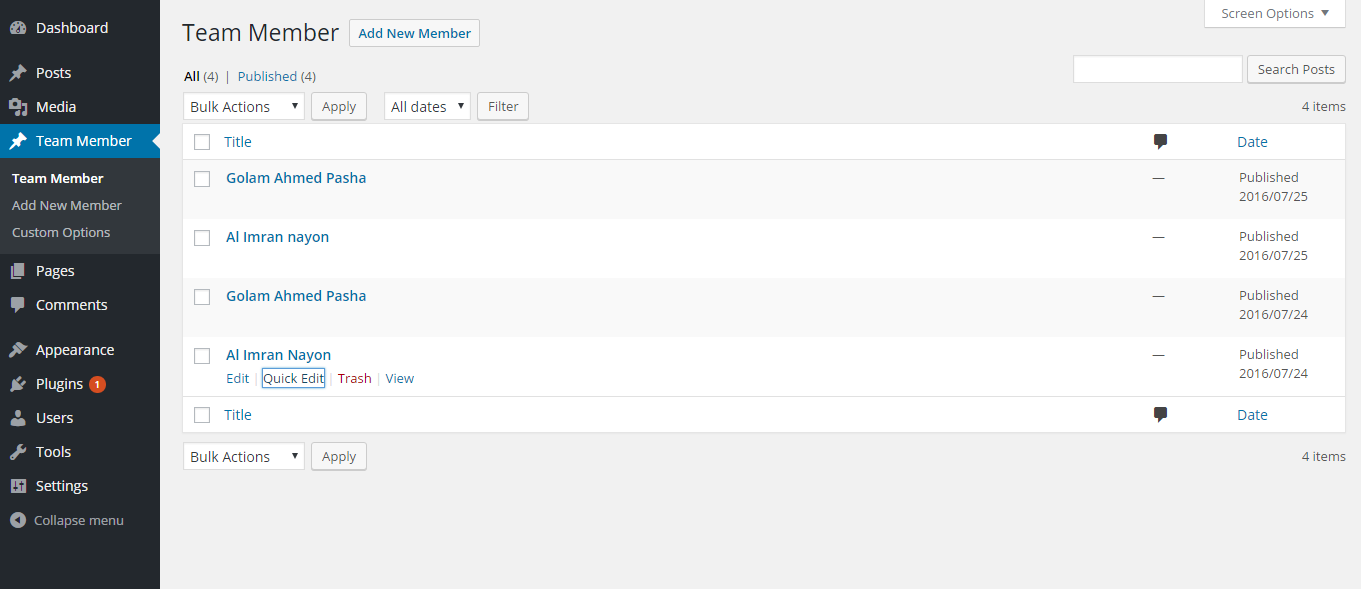 Dashboard
Posts
Media
Team Member
Team Member
Add New Member
Custom Options
Pages
Comments
Appearance
Plugins 1
Users
Tools
Settings
Collapse menu
Screen Options
Team Member Add New Member
All (4) | Published (4)
Search Posts
Bulk Actions Apply All dates Filter 4 items
Title Date
Golam Ahmed Pasha — Published
2016/07/25
Al Imran nayon — Published
2016/07/25
Golam Ahmed Pasha — Published
2016/07/24
Al Imran Nayon — Published
Edit | Quick Edit | Trash | View 2016/07/24
Title Date
Bulk Actions Apply 4 items